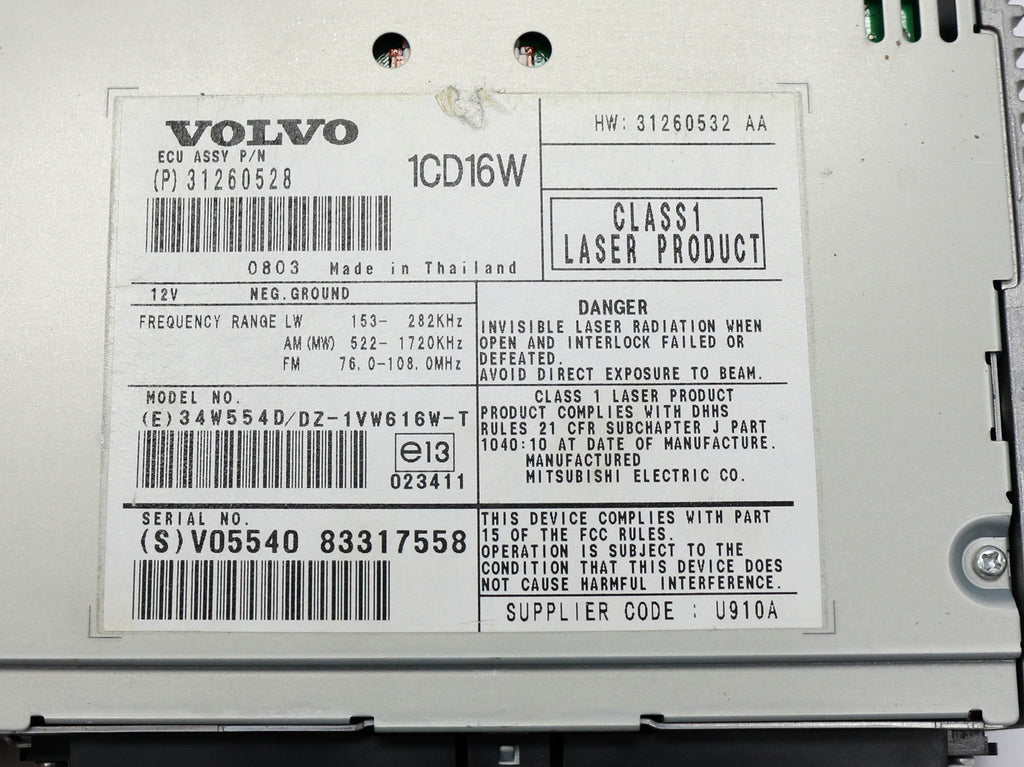 VOLVO
ECU ASSY P/N
(P) 31260528
1CD16W
0803 Made in Thailand
HW: 31260532 AA
CLASS1
LASER PRODUCT
12V NEG. GROUND
FREQUENCY RANGE LW 153- 282KHz
AM (MW) 522- 1720KHz
FM 76.0-108.0MHz
DANGER
INVISIBLE LASER RADIATION WHEN
OPEN AND INTERLOCK FAILED OR
DEFEATED.
AVOID DIRECT EXPOSURE TO BEAM.
MODEL NO.
(E) 34W554D/DZ-1VW616W-T
e13
023411
CLASS 1 LASER PRODUCT
PRODUCT COMPLIES WITH DHHS
RULES 21 CFR SUBCHAPTER J PART
1040:10 AT DATE OF MANUFACTURE.
MANUFACTURED
MITSUBISHI ELECTRIC CO.
SERIAL NO.
(S) V05540 83317558
THIS DEVICE COMPLIES WITH PART
15 OF THE FCC RULES.
OPERATION IS SUBJECT TO THE
CONDITION THAT THIS DEVICE DOES
NOT CAUSE HARMFUL INTERFERENCE.
SUPPLIER CODE : U910A